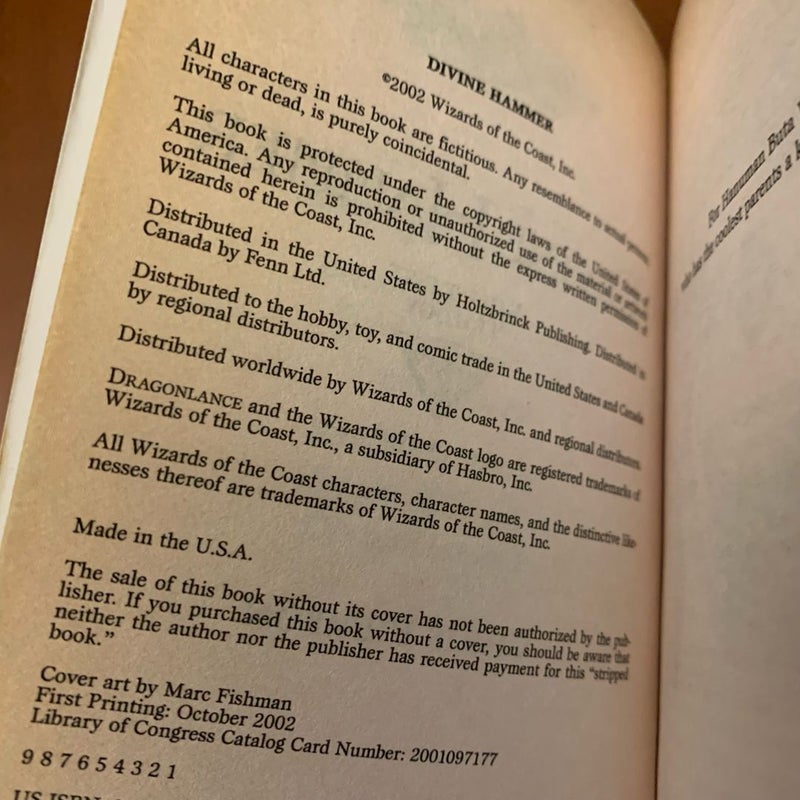 DIVINE HAMMER
©2002 Wizards of the Coast, Inc.
All characters in this book are fictitious. Any resemblance to actual persons,
living or dead, is purely coincidental.
This book is protected under the copyright laws of the United States of
America. Any reproduction or unauthorized use of the material or artwork
contained herein is prohibited without the express written permission of
Wizards of the Coast, Inc.
Distributed in the United States by Holtzbrinck Publishing. Distributed in
Canada by Fenn Ltd.
Distributed to the hobby, toy, and comic trade in the United States and Canada
by regional distributors.
Distributed worldwide by Wizards of the Coast, Inc. and regional distributors.
DRAGONLANCE and the Wizards of the Coast logo are registered trademarks of
Wizards of the Coast, Inc., a subsidiary of Hasbro, Inc.
All Wizards of the Coast characters, character names, and the distinctive like-
nesses thereof are trademarks of Wizards of the Coast, Inc.
Made in the U.S.A.
The sale of this book without its cover has not been authorized by the pub-
lisher. If you purchased this book without a cover, you should be aware that
neither the author nor the publisher has received payment for this “stripped
book.”
Cover art by Marc Fishman
First Printing: October 2002
Library of Congress Catalog Card Number: 2001097177
9 8 7 6 5 4 3 2 1
US ISBN
For Hanuman Buta
who has the coolest parents a